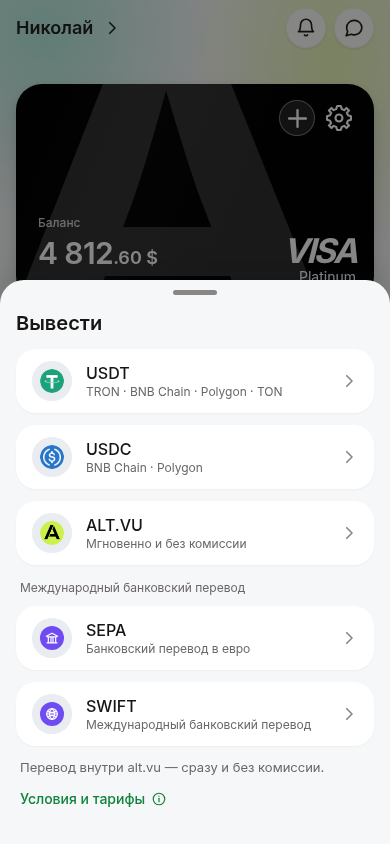 Николай
Баланс
4 812.60 $
VISA
Platinum
Вывести
USDT
TRON · BNB Chain · Polygon · TON
USDC
BNB Chain · Polygon
ALT.VU
Мгновенно и без комиссии
Международный банковский перевод
SEPA
Банковский перевод в евро
SWIFT
Международный банковский перевод
Перевод внутри alt.vu — сразу и без комиссии.
Условия и тарифы